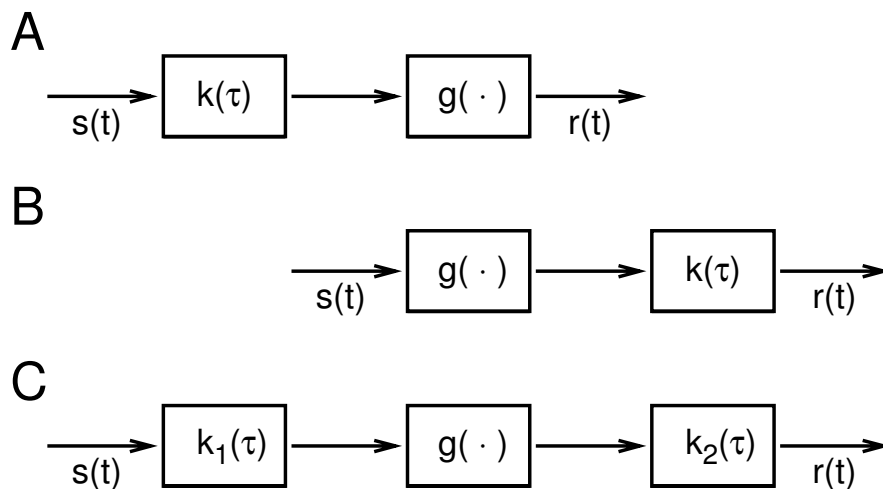 A
k(τ)
g( · )
s(t)
r(t)
B
g( · )
k(τ)
s(t)
r(t)
C
k₁(τ)
g( · )
k₂(τ)
s(t)
r(t)